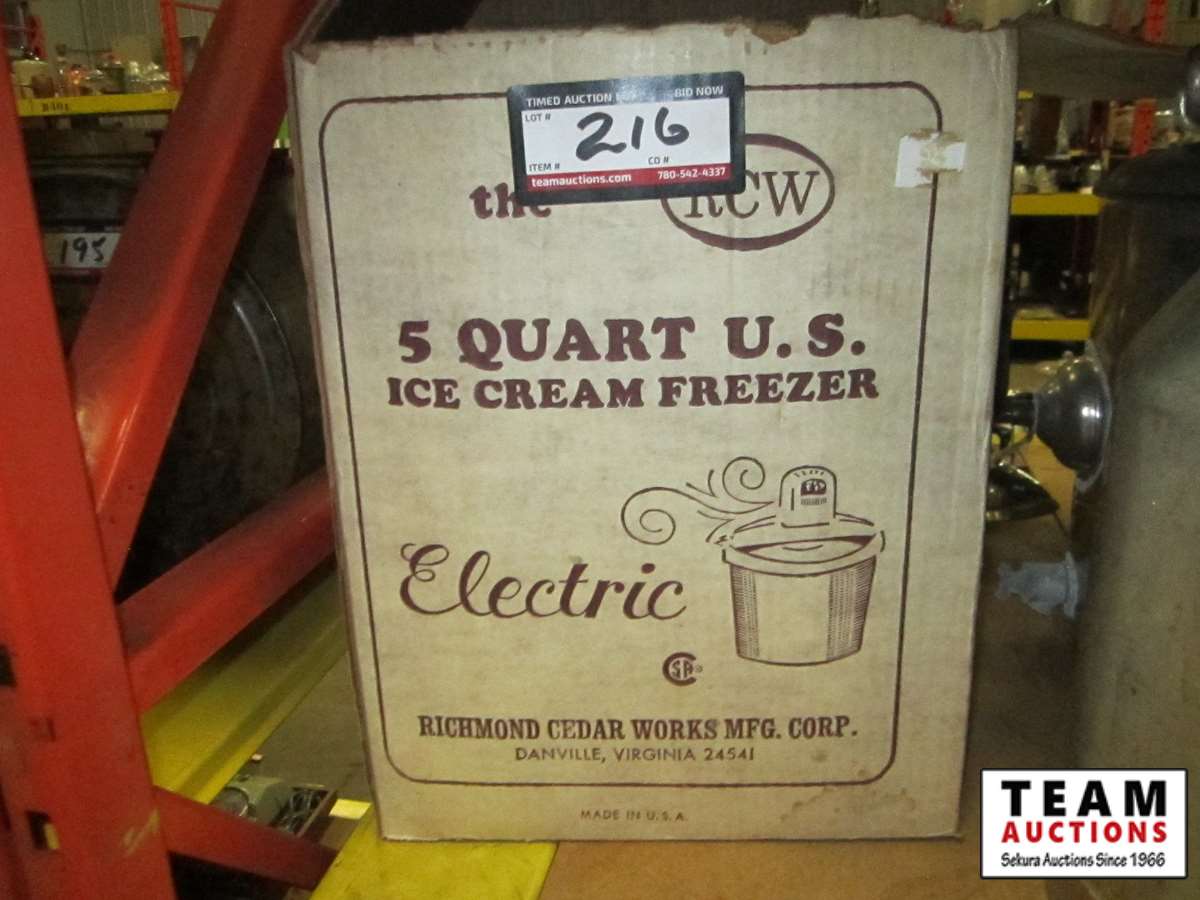 TIMED AUCTION
BID NOW
LOT #
216
ITEM #
CD #
teamauctions.com
780-542-4337
the
RCW
5 QUART U.S.
ICE CREAM FREEZER
Electric
CSA
RICHMOND CEDAR WORKS MFG. CORP.
DANVILLE, VIRGINIA 24541
MADE IN U.S.A.
195
TEAM
AUCTIONS
Sekura Auctions Since 1966